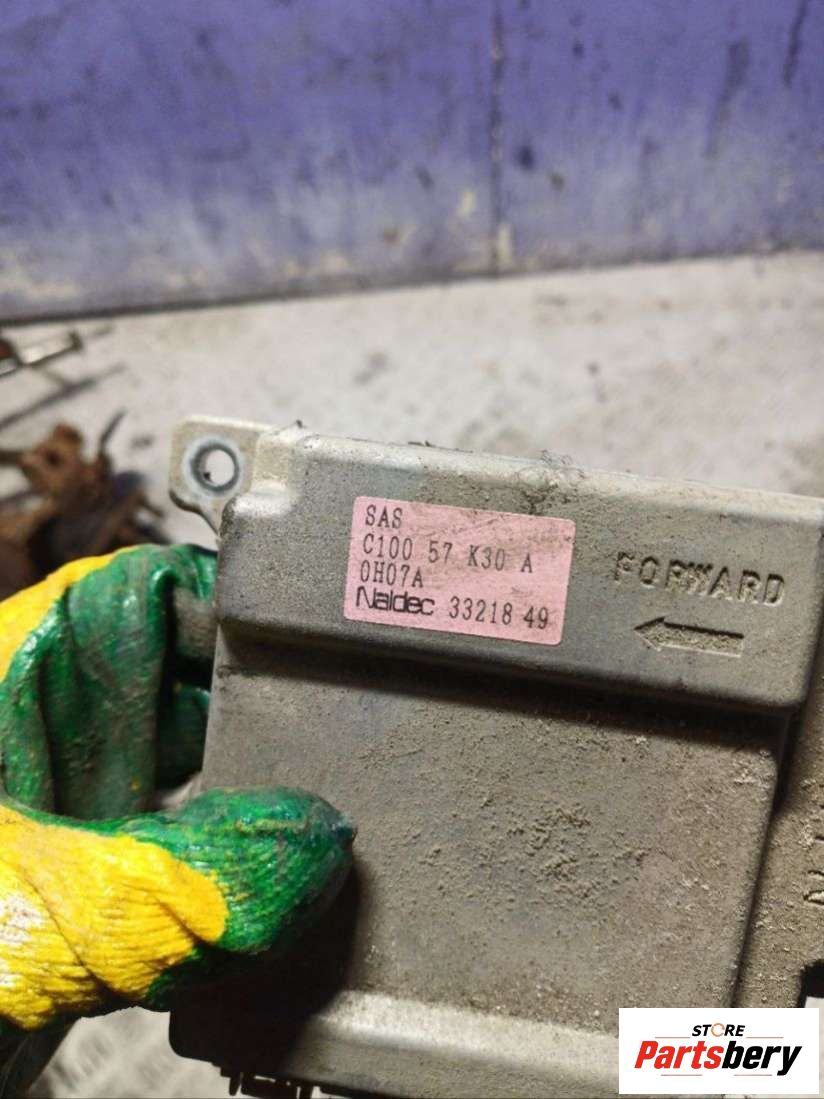 SAS
C100 57 K30 A
0H07A
Naldec 33218 49
FORWARD
STORE
Partsbery